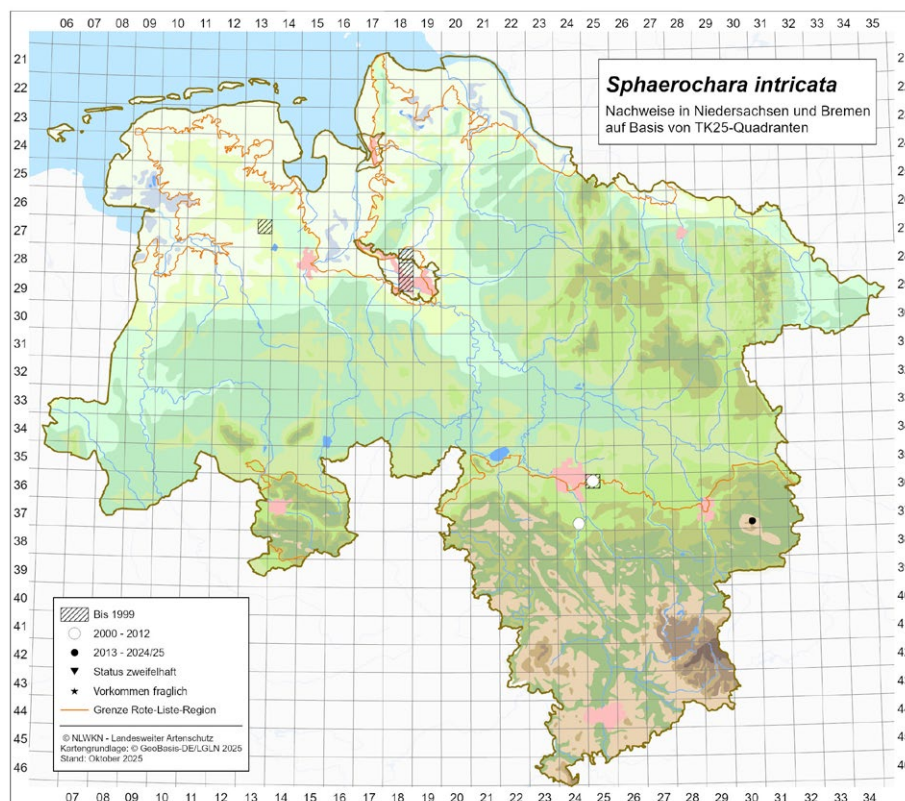 06 07 08 09 10 11 12 13 14 15 16 17 18 19 20 21 22 23 24 25 26 27 28 29 30 31 32 33 34 35
Sphaerochara intricata
Nachweise in Niedersachsen und Bremen
auf Basis von TK25-Quadranten
21
22
23
24
25
26
27
28
29
30
31
32
33
34
35
36
37
38
39
40
41
42
43
44
45
46
Bis 1999
2000 - 2012
2013 - 2024/25
Status zweifelhaft
Vorkommen fraglich
Grenze Rote-Liste-Region
© NLWKN - Landesweiter Artenschutz
Kartengrundlage: © GeoBasis-DE/LGLN 2025
Stand: Oktober 2025
07 08 09 10 11 12 13 14 15 16 17 18 19 20 21 22 23 24 25 26 27 28 29 30 31 32 33 34